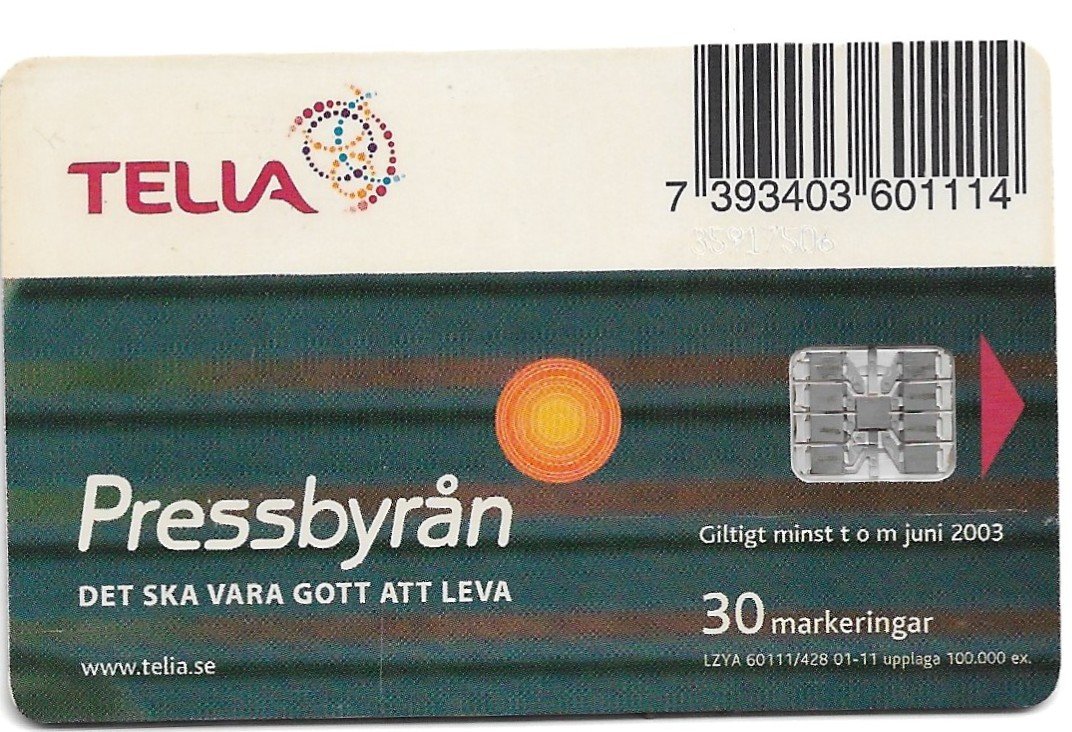 TELIA
7 393403 601114
35917506
Pressbyrån
DET SKA VARA GOTT ATT LEVA
www.telia.se
Giltigt minst t o m juni 2003
30 markeringar
LZYA 60111/428 01-11 upplaga 100.000 ex.